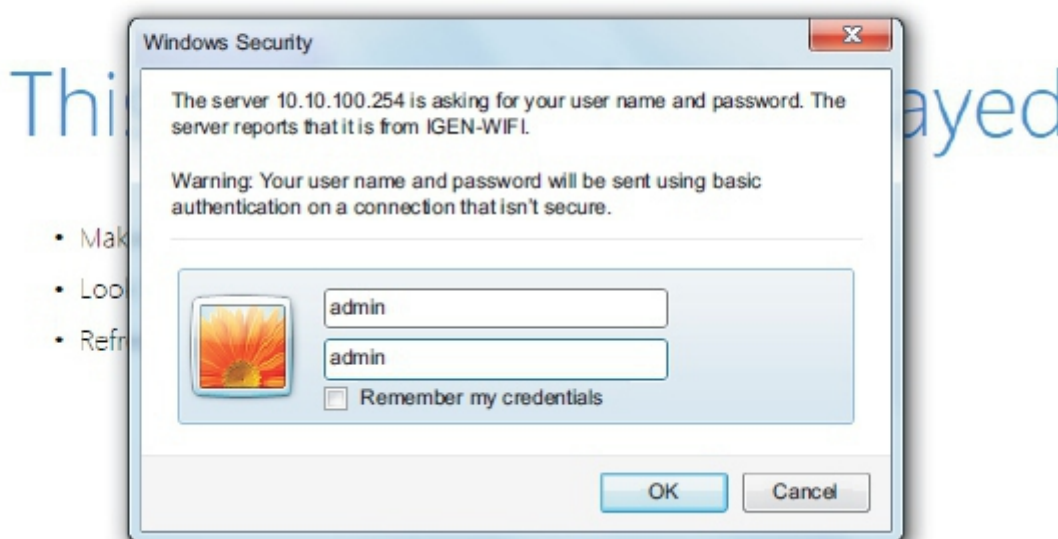 Windows Security
The server 10.10.100.254 is asking for your user name and password. The
server reports that it is from IGEN-WIFI.
Warning: Your user name and password will be sent using basic
authentication on a connection that isn't secure.
admin
admin
Remember my credentials
OK
Cancel